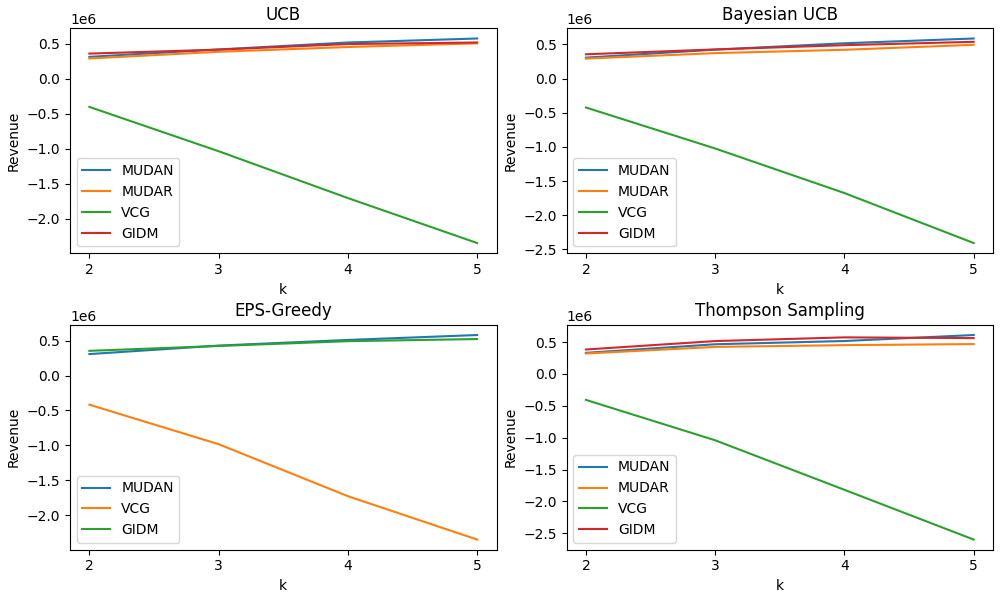 UCB
1e6
Revenue
0.5
0.0
−0.5
−1.0
−1.5
−2.0
MUDAN
MUDAR
VCG
GIDM
2 3 4 5
k
Bayesian UCB
1e6
Revenue
0.5
0.0
−0.5
−1.0
−1.5
−2.0
−2.5
MUDAN
MUDAR
VCG
GIDM
2 3 4 5
k
EPS-Greedy
1e6
Revenue
0.5
0.0
−0.5
−1.0
−1.5
−2.0
MUDAN
VCG
GIDM
2 3 4 5
k
Thompson Sampling
1e6
Revenue
0.5
0.0
−0.5
−1.0
−1.5
−2.0
−2.5
MUDAN
MUDAR
VCG
GIDM
2 3 4 5
k